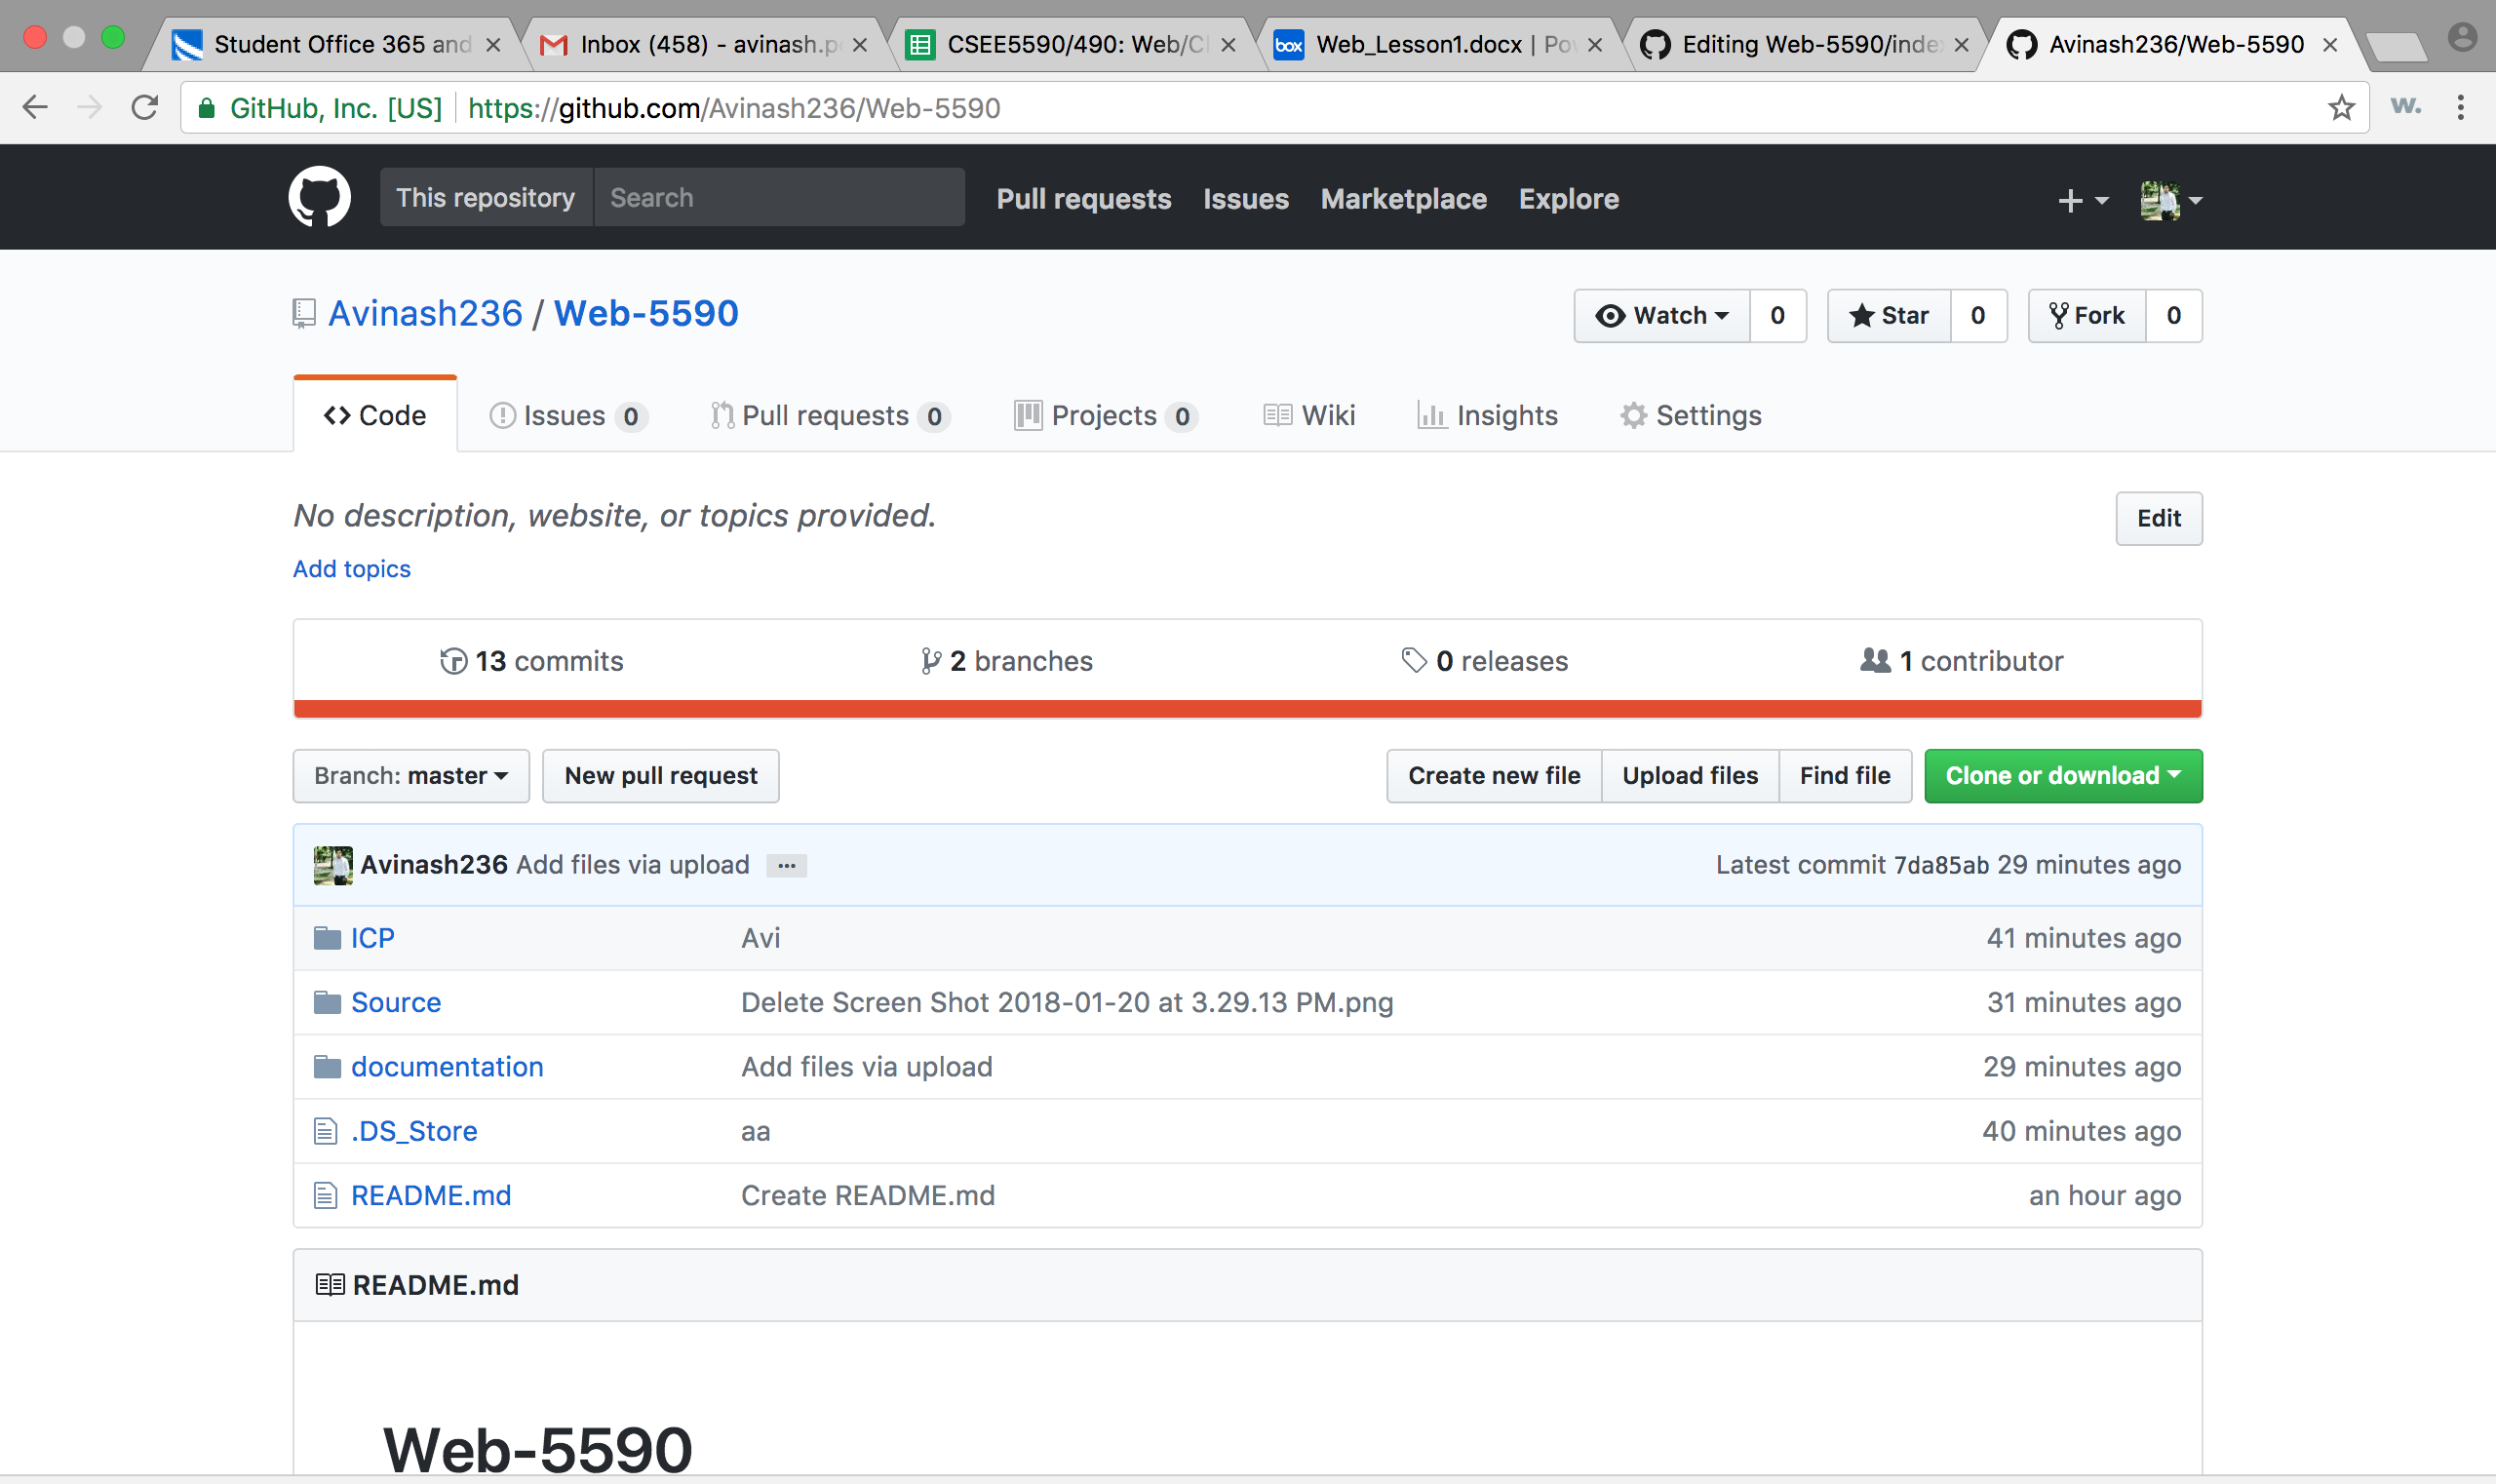 Student Office 365 and
Inbox (458) - avinash.p
CSEE5590/490: Web/Cl
box Web_Lesson1.docx | Pov
Editing Web-5590/inde
Avinash236/Web-5590
GitHub, Inc. [US] https://github.com/Avinash236/Web-5590
w.
This repository Search Pull requests Issues Marketplace Explore
Avinash236 / Web-5590
Watch 0 Star 0 Fork 0
Code Issues 0 Pull requests 0 Projects 0 Wiki Insights Settings
No description, website, or topics provided.
Edit
Add topics
13 commits 2 branches 0 releases 1 contributor
Branch: master New pull request Create new file Upload files Find file Clone or download
Avinash236 Add files via upload ... Latest commit 7da85ab 29 minutes ago
ICP Avi 41 minutes ago
Source Delete Screen Shot 2018-01-20 at 3.29.13 PM.png 31 minutes ago
documentation Add files via upload 29 minutes ago
.DS_Store aa 40 minutes ago
README.md Create README.md an hour ago
README.md
Web-5590